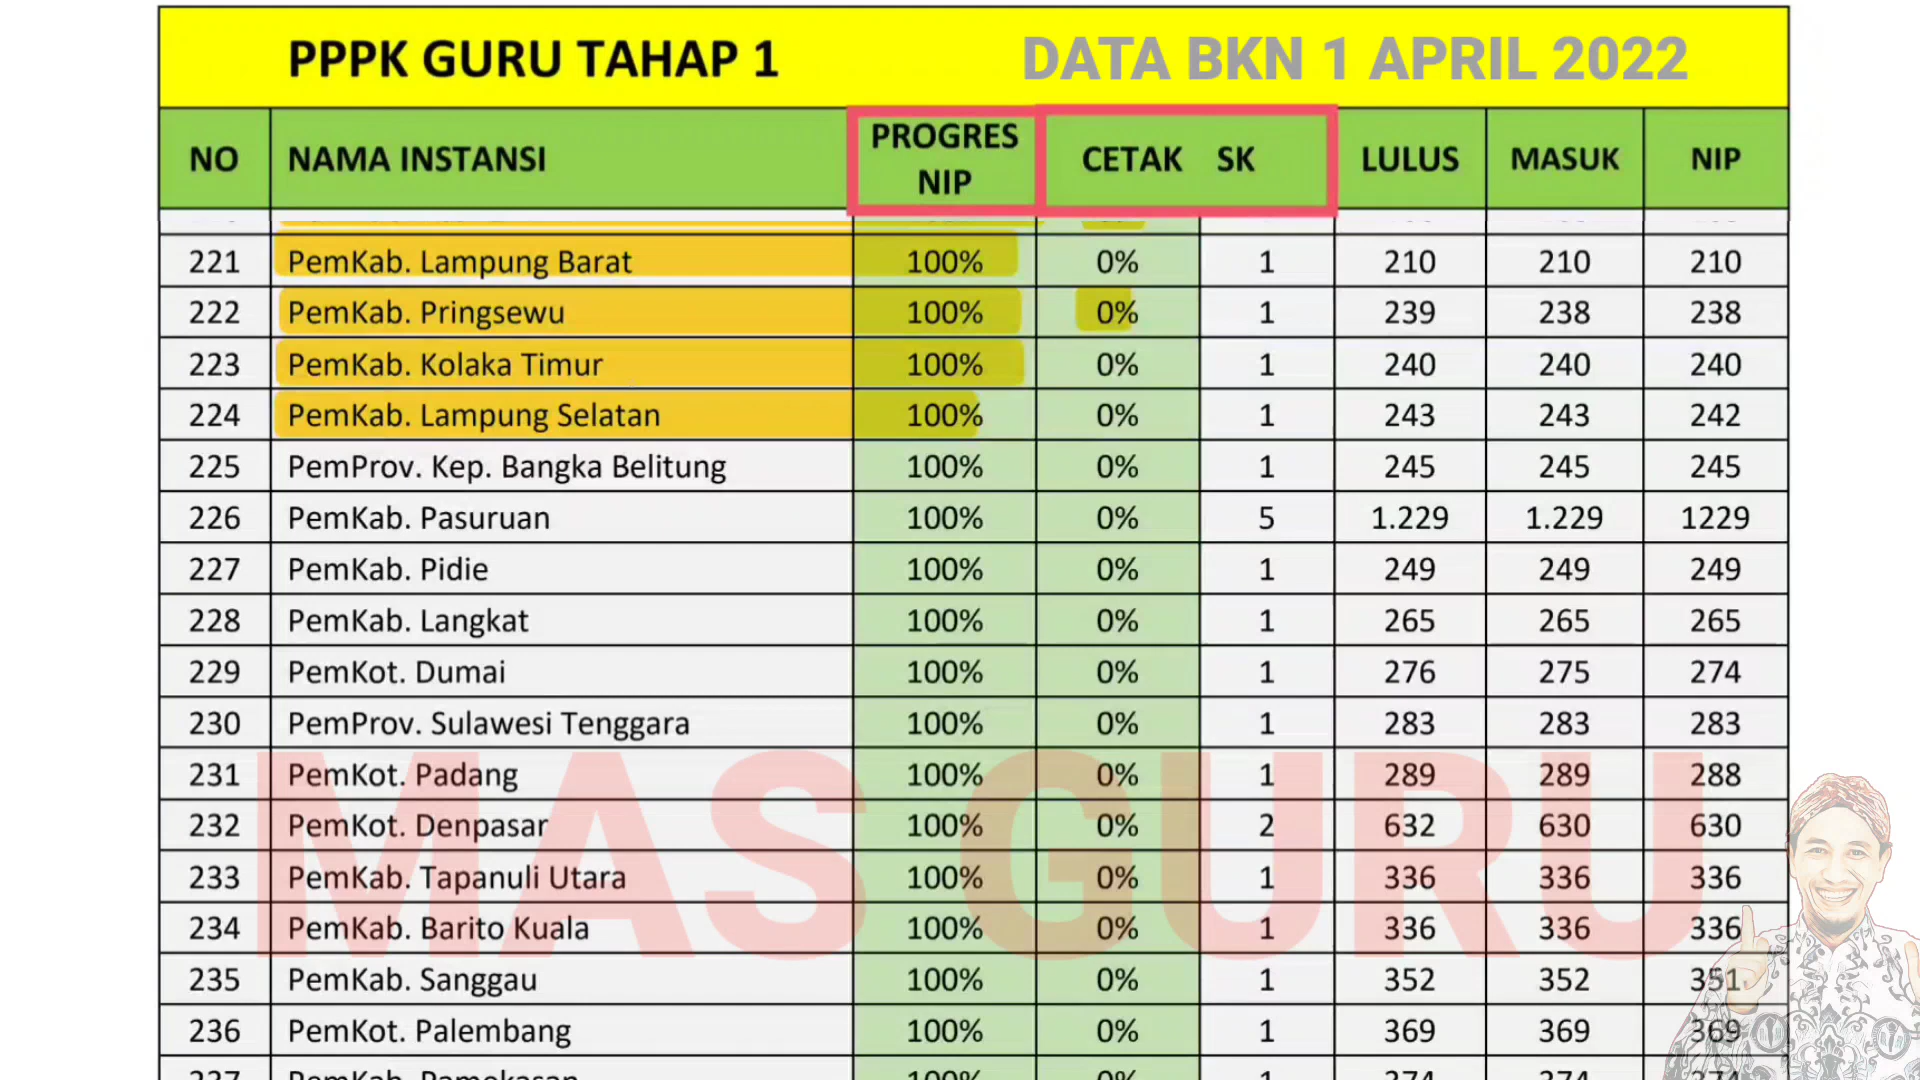 PPPK GURU TAHAP 1 DATA BKN 1 APRIL 2022
NO NAMA INSTANSI PROGRES NIP CETAK SK LULUS MASUK NIP
221 PemKab. Lampung Barat 100% 0% 1 210 210 210
222 PemKab. Pringsewu 100% 0% 1 239 238 238
223 PemKab. Kolaka Timur 100% 0% 1 240 240 240
224 PemKab. Lampung Selatan 100% 0% 1 243 243 242
225 PemProv. Kep. Bangka Belitung 100% 0% 1 245 245 245
226 PemKab. Pasuruan 100% 0% 5 1.229 1.229 1229
227 PemKab. Pidie 100% 0% 1 249 249 249
228 PemKab. Langkat 100% 0% 1 265 265 265
229 PemKot. Dumai 100% 0% 1 276 275 274
230 PemProv. Sulawesi Tenggara 100% 0% 1 283 283 283
231 PemKot. Padang 100% 0% 1 289 289 288
232 PemKot. Denpasar 100% 0% 2 632 630 630
233 PemKab. Tapanuli Utara 100% 0% 1 336 336 336
234 PemKab. Barito Kuala 100% 0% 1 336 336 336
235 PemKab. Sanggau 100% 0% 1 352 352 351
236 PemKot. Palembang 100% 0% 1 369 369 369
237 PemKab. Pamekasan 100% 0% 1 374 374 374
MAS GURU